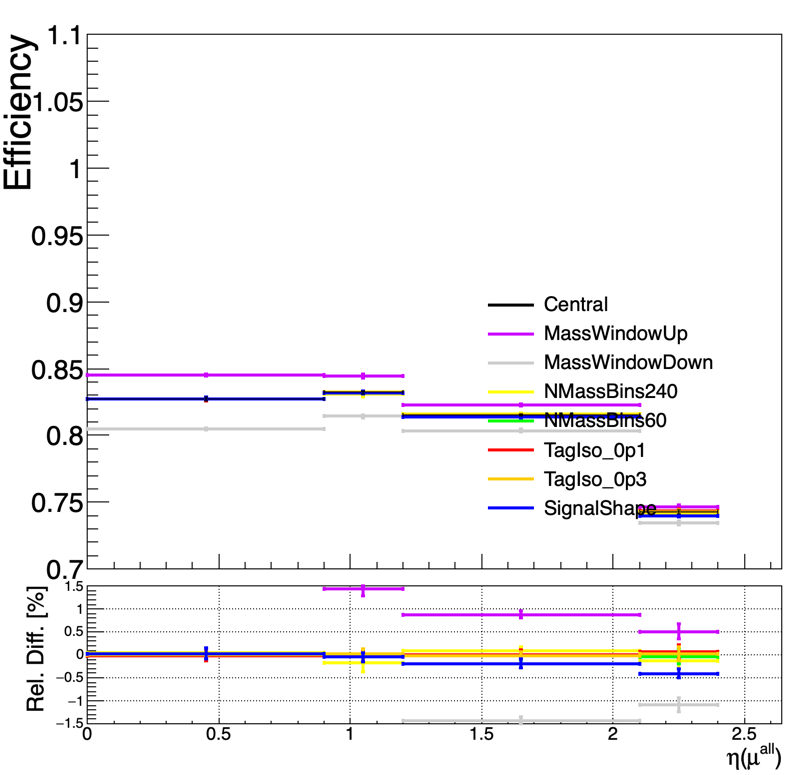 Efficiency
1.1
1.05
1
0.95
0.9
0.85
0.8
0.75
0.7
Central
MassWindowUp
MassWindowDown
NMassBins240
NMassBins60
TagIso_0p1
TagIso_0p3
SignalShape
Rel. Diff. [%]
1.5
1
0.5
0
−0.5
−1
−1.5
0 0.5 1 1.5 2 2.5
η(μ^all)